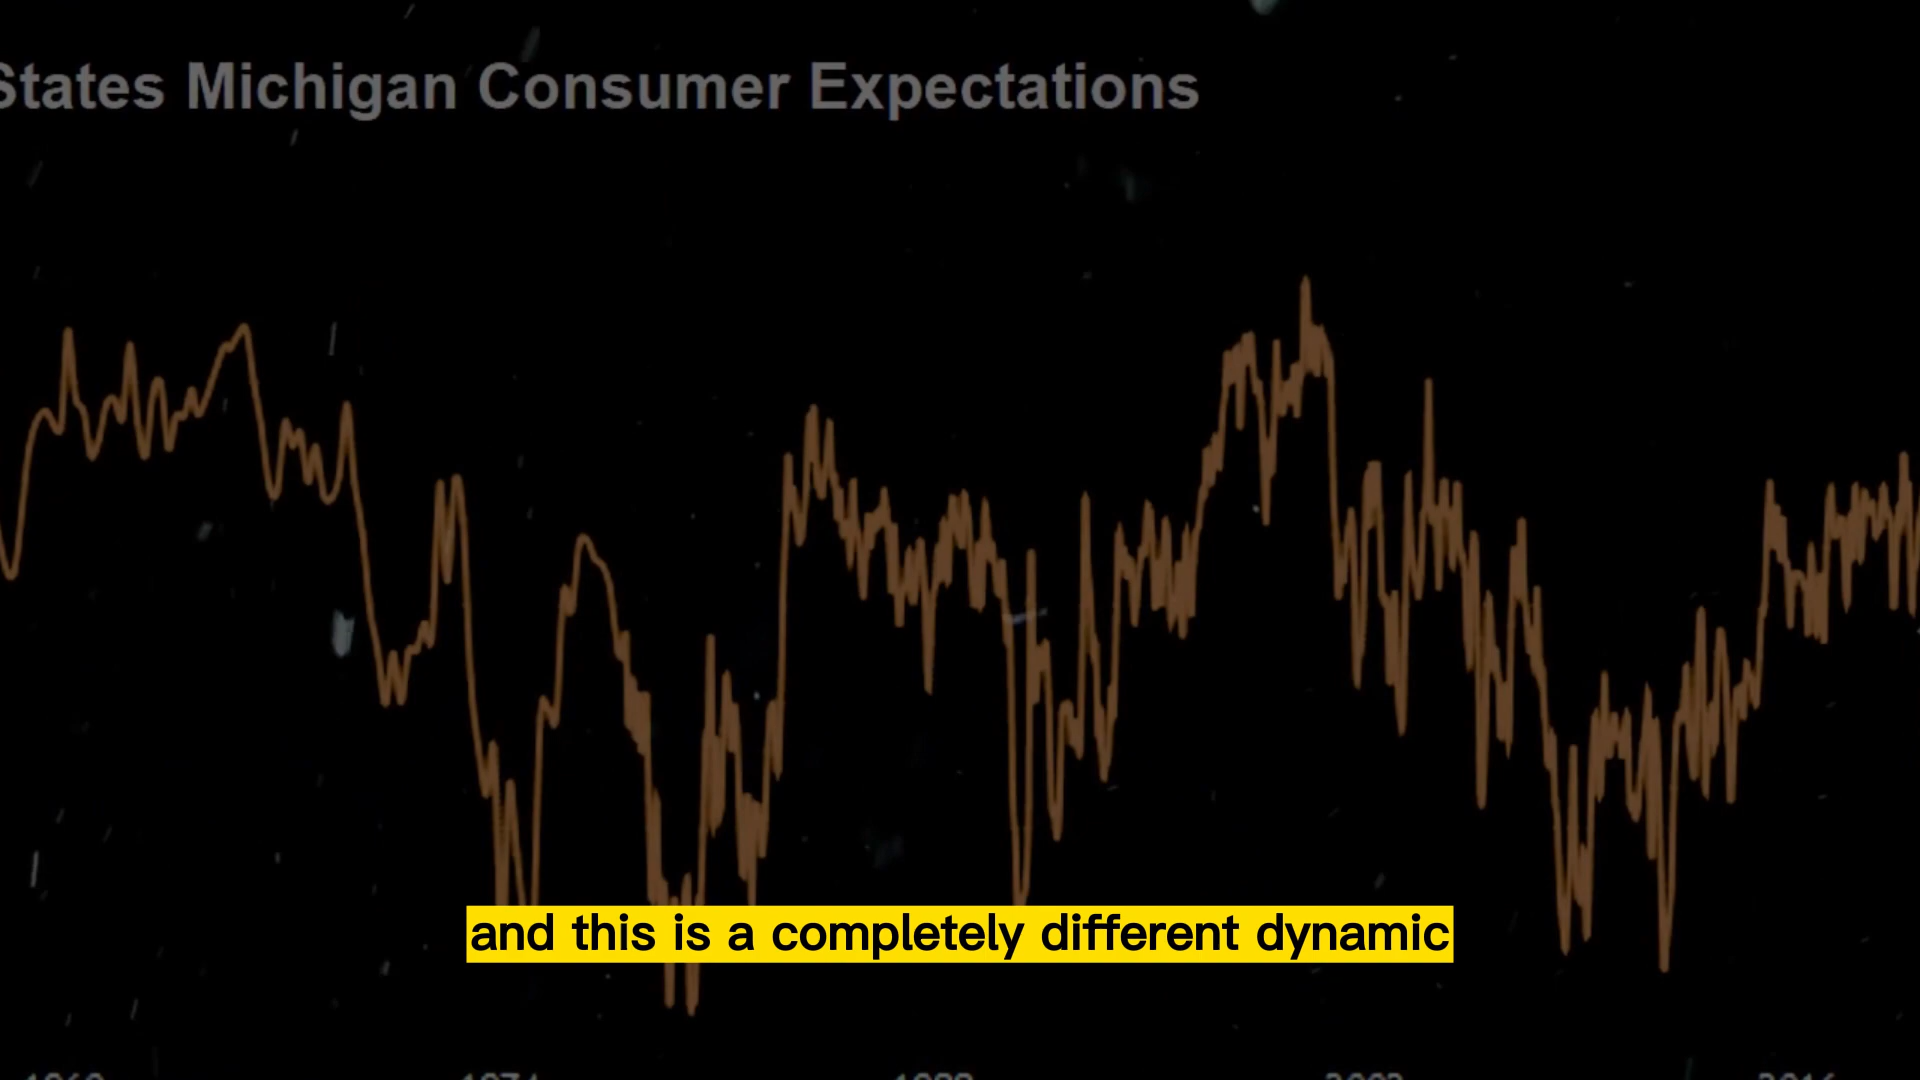 States Michigan Consumer Expectations
and this is a completely different dynamic